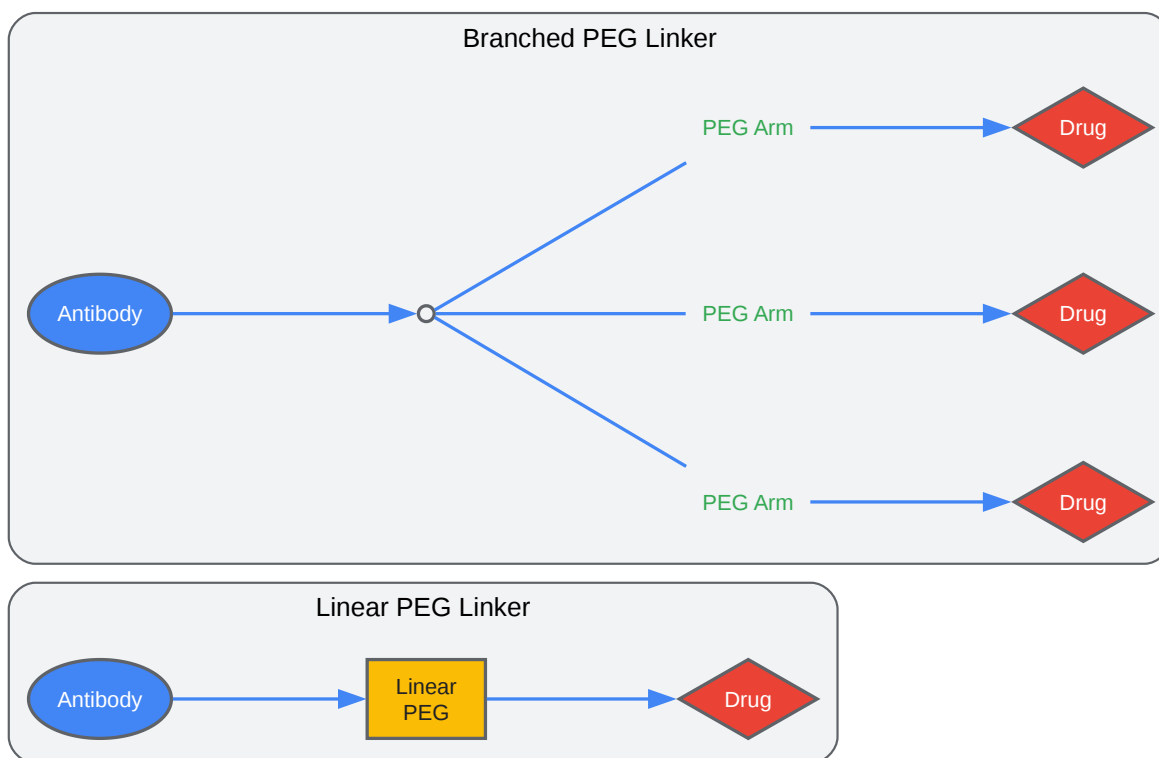 Branched PEG Linker
PEG Arm
Drug
Antibody
PEG Arm
Drug
PEG Arm
Drug
Linear PEG Linker
Antibody
Linear
PEG
Drug